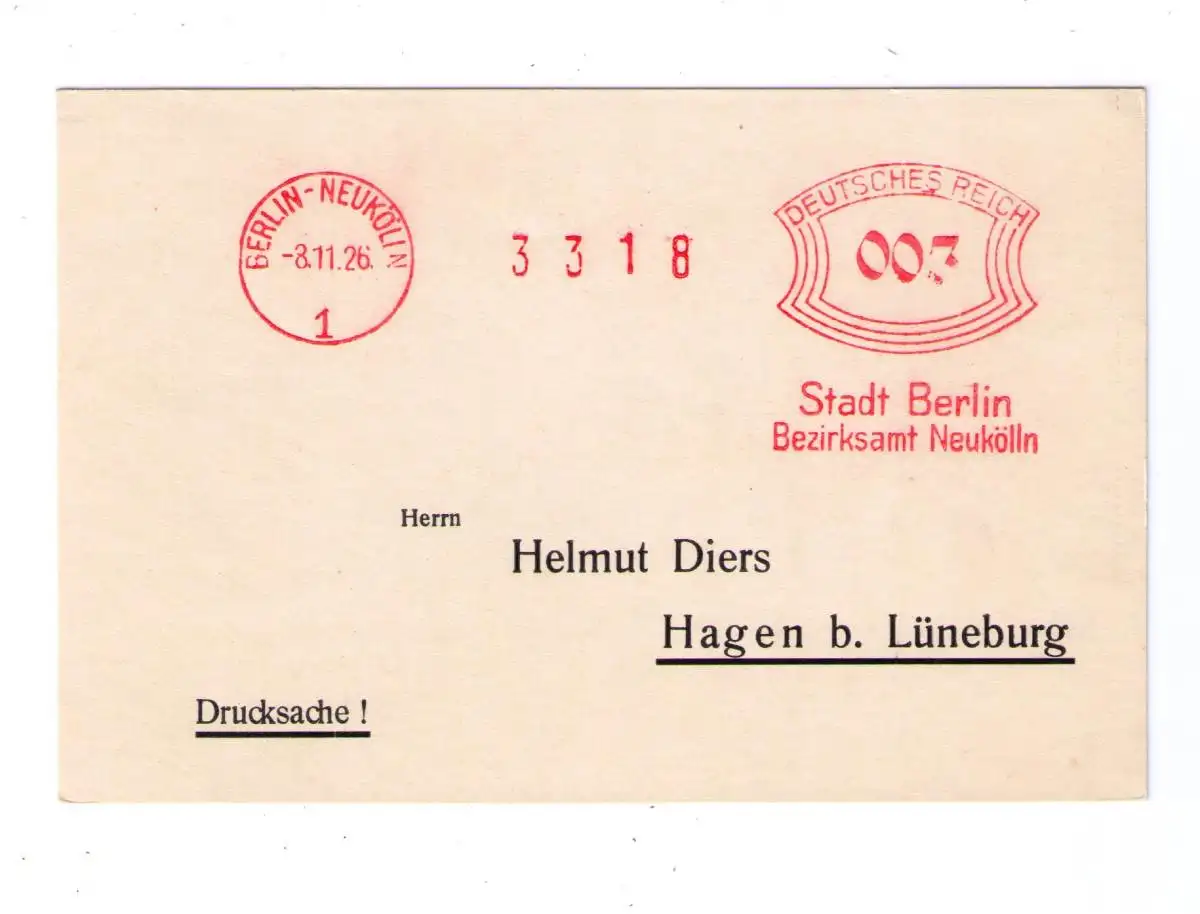 BERLIN-NEUKÖLLN
-8.11.26.
1
3318
DEUTSCHES REICH
003
Stadt Berlin
Bezirksamt Neukölln
Herrn
Helmut Diers
Hagen b. Lüneburg
Drucksache !